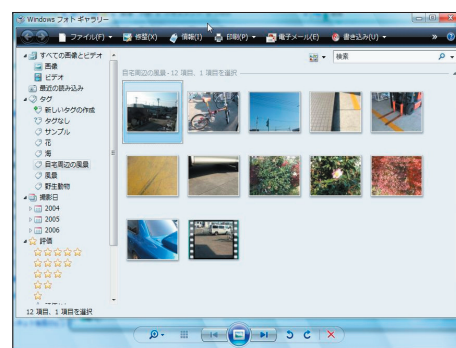 Windows フォト ギャラリー
ファイル(F) 修整(X) 情報(I) 印刷(P) 電子メール(E) 書き込み(U) »
検索
すべての画像とビデオ
画像
ビデオ
最近の読み込み
タグ
新しいタグの作成
タグなし
サンプル
花
海
自宅周辺の風景
風景
野生動物
撮影日
2004
2005
2006
評価
自宅周辺の風景 - 12 項目、1 項目を選択
12 項目、1 項目を選択